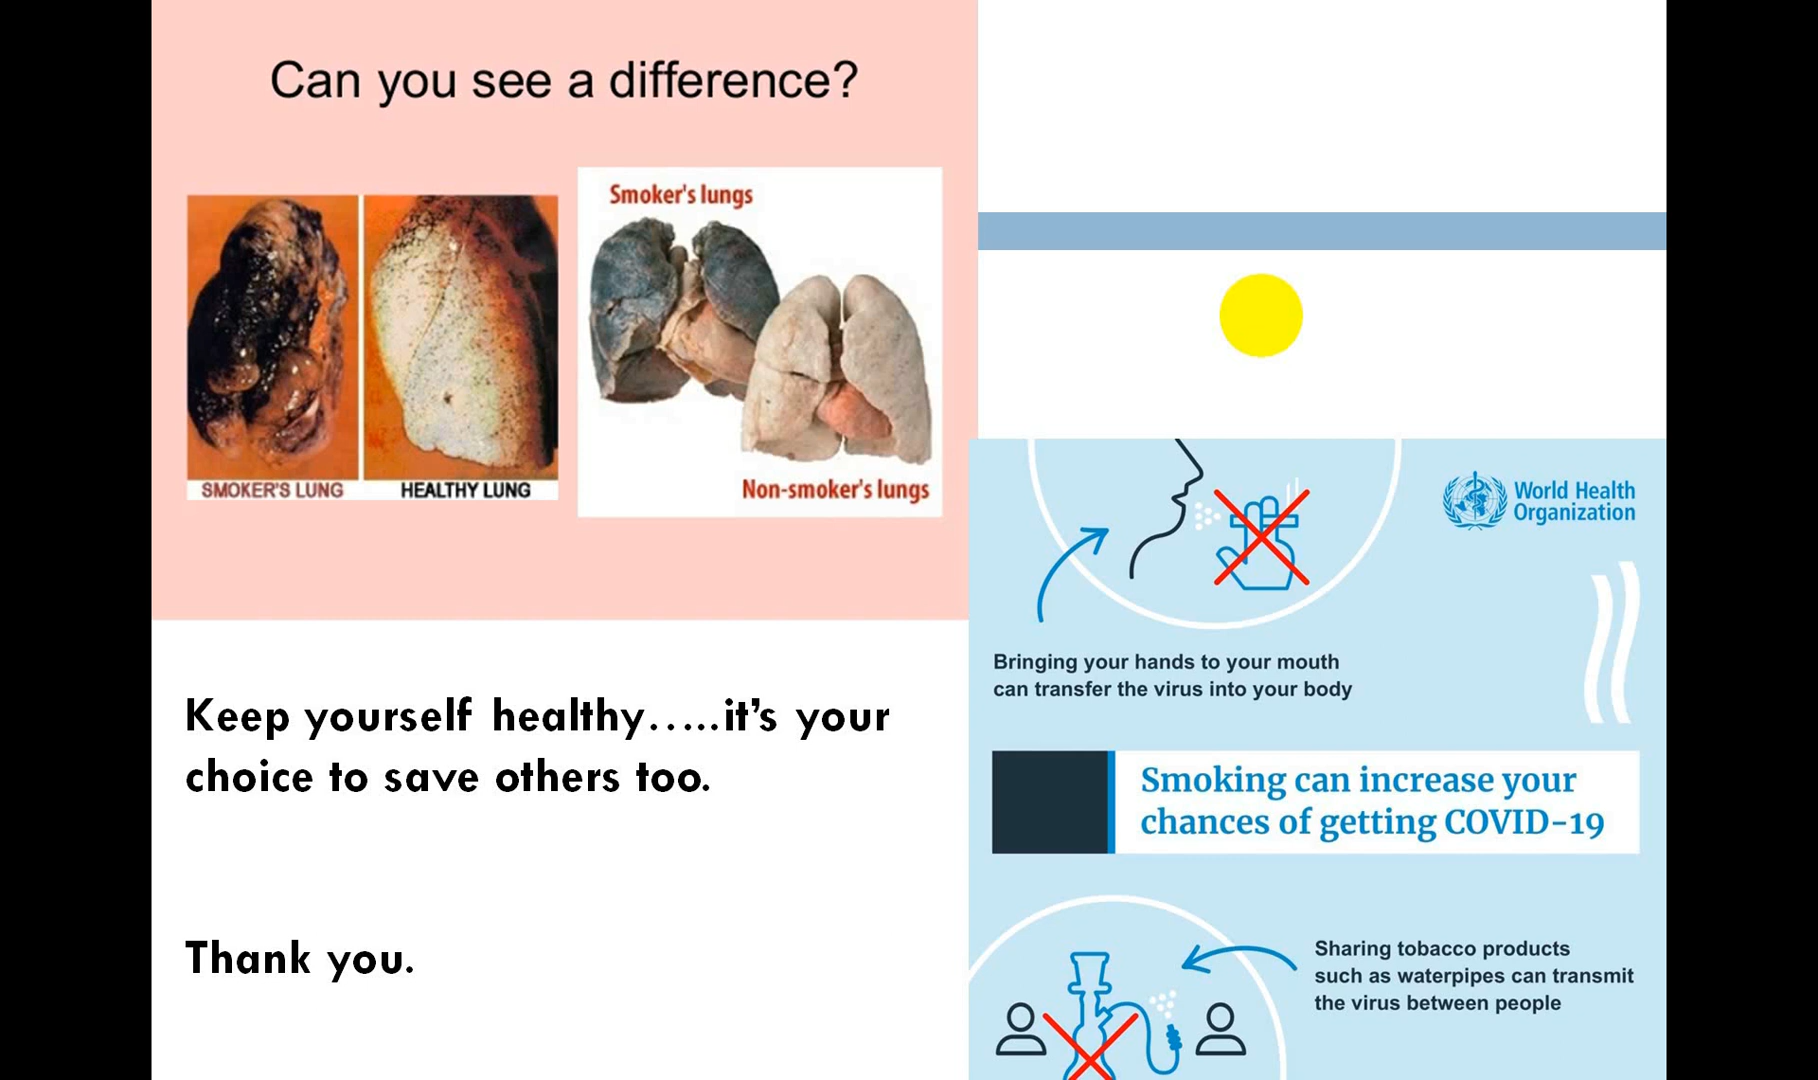 Can you see a difference?
SMOKER'S LUNG
HEALTHY LUNG
Smoker's lungs
Non-smoker's lungs
Keep yourself healthy…..it’s your
choice to save others too.
Thank you.
World Health
Organization
Bringing your hands to your mouth
can transfer the virus into your body
Smoking can increase your
chances of getting COVID-19
Sharing tobacco products
such as waterpipes can transmit
the virus between people